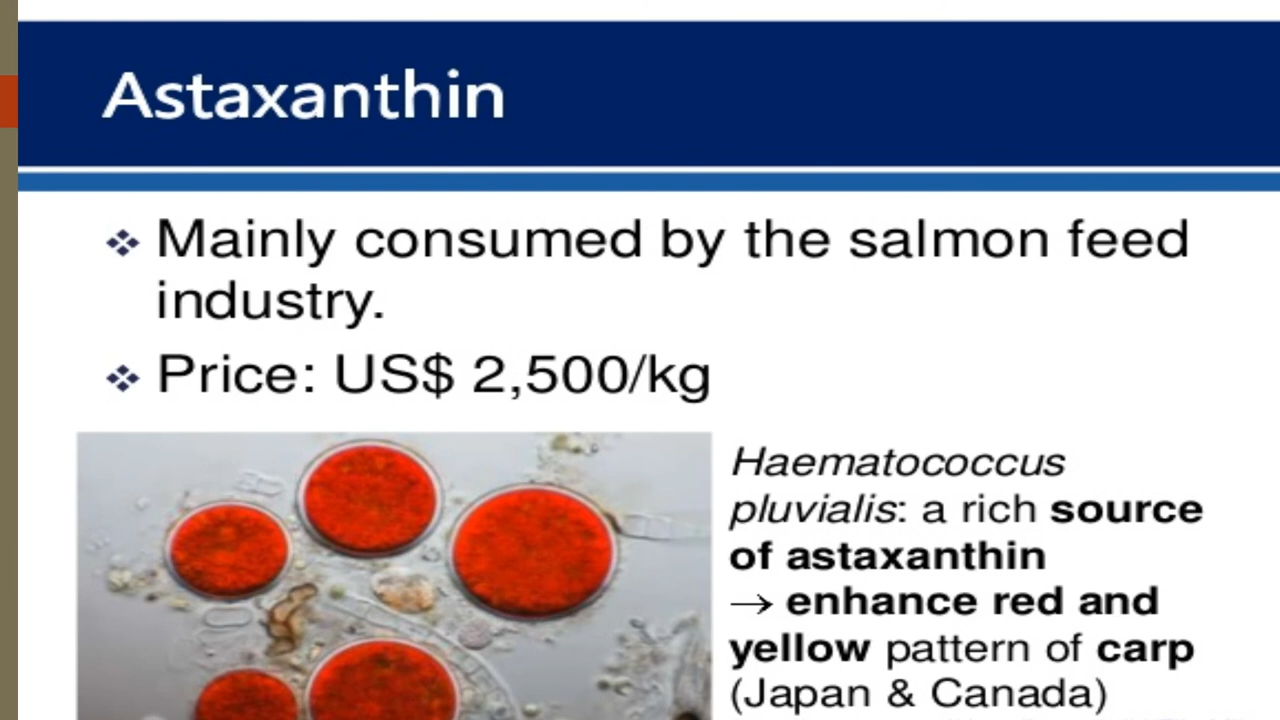 Astaxanthin
❖ Mainly consumed by the salmon feed
industry.
❖ Price: US$ 2,500/kg
Haematococcus
pluvialis: a rich source
of astaxanthin
→ enhance red and
yellow pattern of carp
(Japan & Canada)